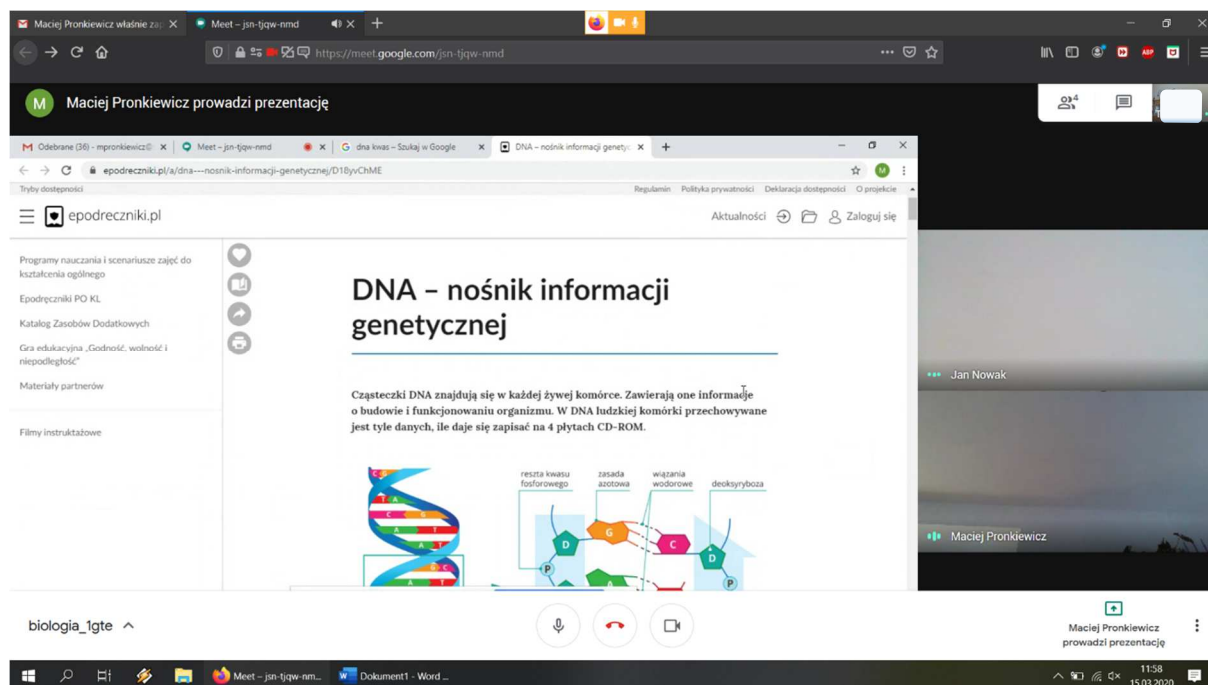 Maciej Pronkiewicz właśnie zap
Meet – jsn-tjqw-nmd
https://meet.google.com/jsn-tjqw-nmd
M
Maciej Pronkiewicz prowadzi prezentację
4
Odebrane (36) - mpronkiewicz@
Meet – jsn-tjqw-nmd
dna kwas – Szukaj w Google
DNA – nośnik informacji genetyc
epodreczniki.pl/a/dna---nosnik-informacji-genetycznej/D18yvChME
M
Tryby dostępności
Regulamin Polityka prywatności Deklaracja dostępności O projekcie
epodreczniki.pl
Aktualności
Zaloguj się
Programy nauczania i scenariusze zajęć do
kształcenia ogólnego
Epodręczniki PO KL
Katalog Zasobów Dodatkowych
Gra edukacyjna „Godność, wolność i
niepodległość”
Materiały partnerów
Filmy instruktażowe
DNA – nośnik informacji
genetycznej
Cząsteczki DNA znajdują się w każdej żywej komórce. Zawierają one informacje
o budowie i funkcjonowaniu organizmu. W DNA ludzkiej komórki przechowywane
jest tyle danych, ile daje się zapisać na 4 płytach CD-ROM.
reszta kwasu
fosforowego
zasada
azotowa
wiązania
wodorowe
deoksyryboza
C G
T A
C G
A T
A T
G C
A T
D G C D
P A P
Jan Nowak
Maciej Pronkiewicz
biologia_1gte
Maciej Pronkiewicz
prowadzi prezentację
Meet – jsn-tjqw-nm...
Dokument1 - Word ...
11:58
15.03.2020